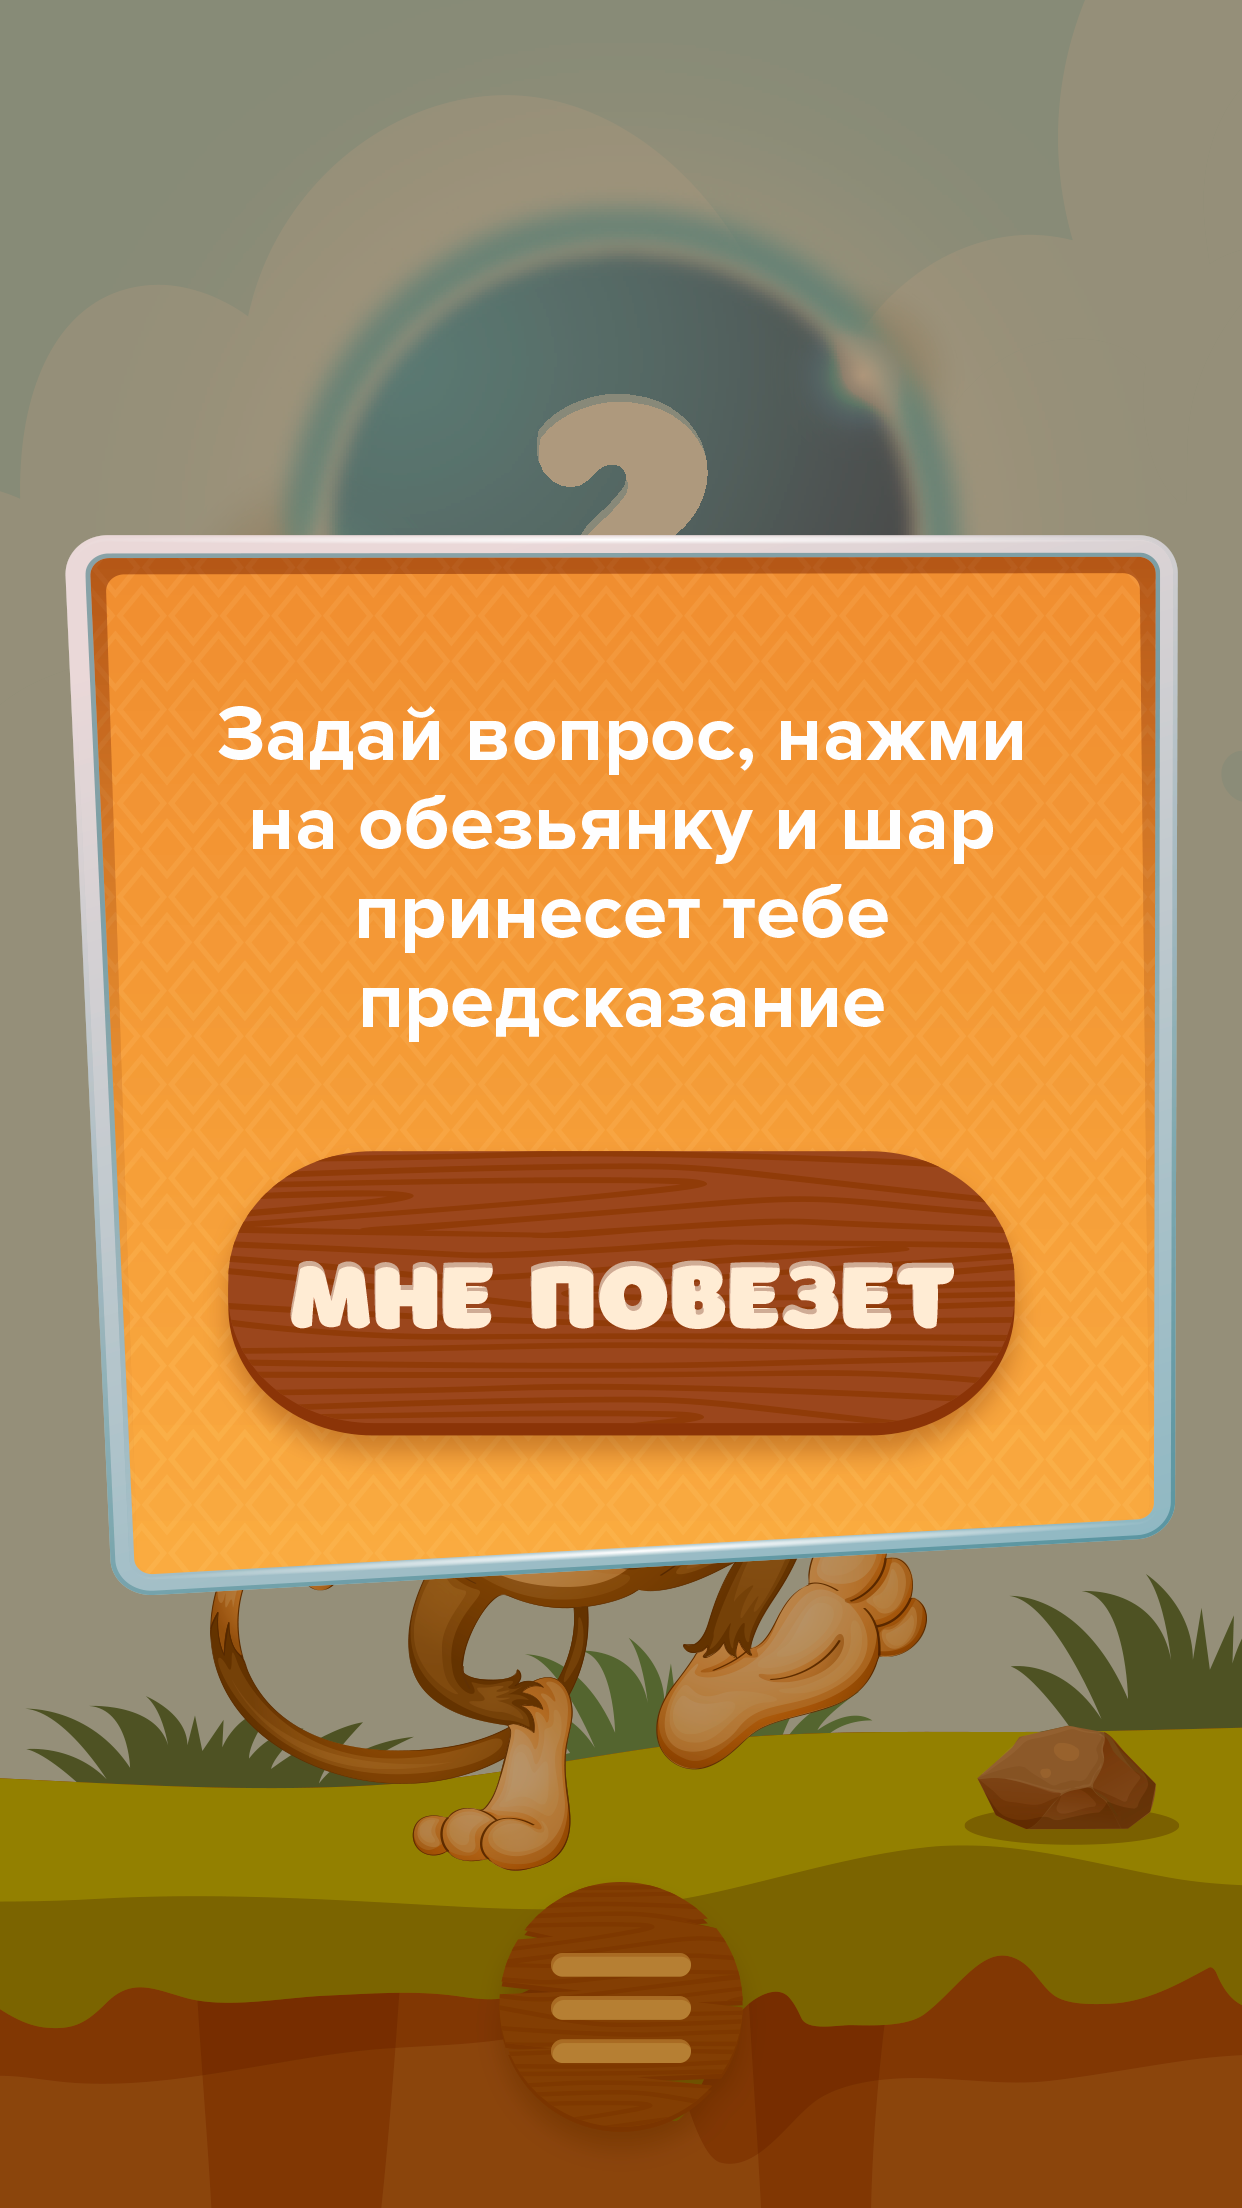 ?
Задай вопрос, нажми
на обезьянку и шар
принесет тебе
предсказание
МНЕ ПОВЕЗЕТ